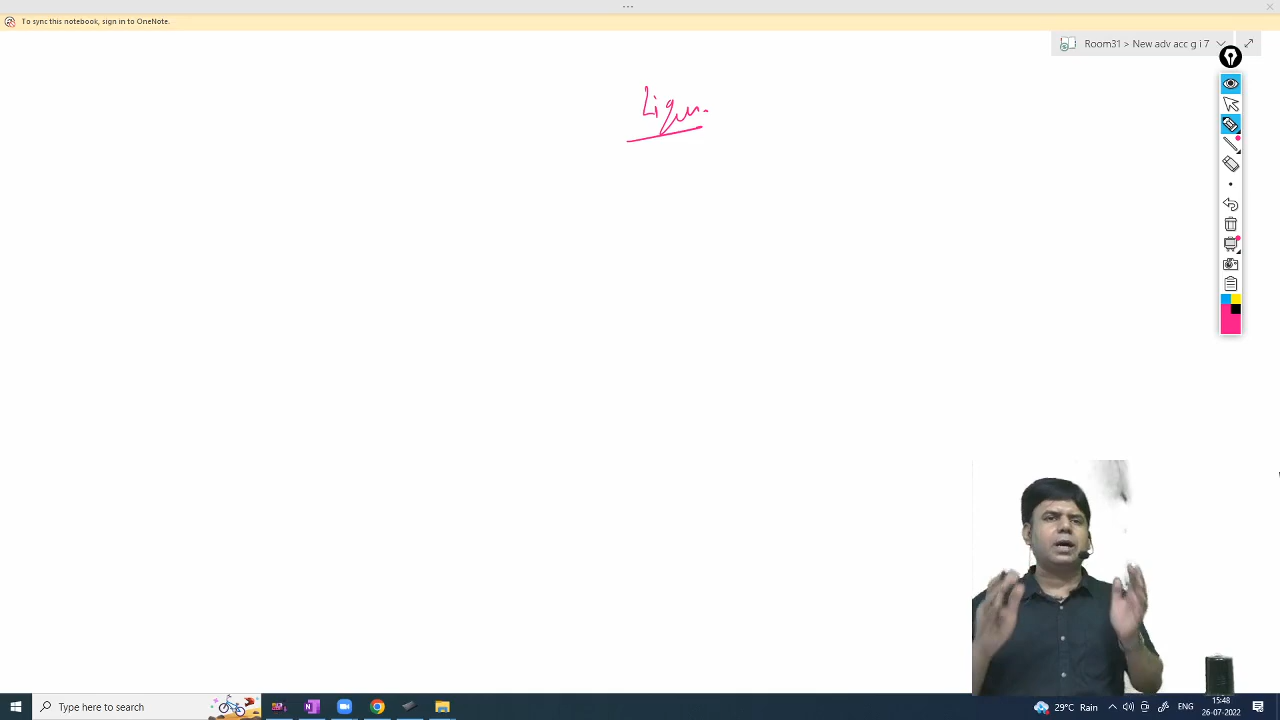 ...
To sync this notebook, sign in to OneNote.
Room31 > New adv acc g i 7
Liqu.
Type here to search
29°C Rain
15:48
26-07-2022